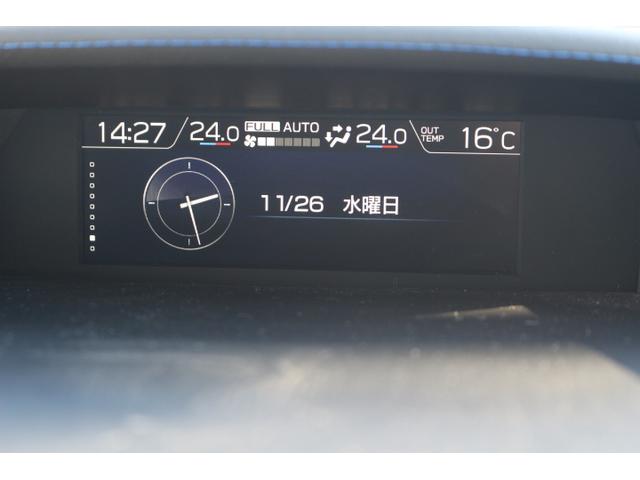 14:27 24.0 FULL AUTO 24.0 OUT TEMP 16°C
11/26 水曜日